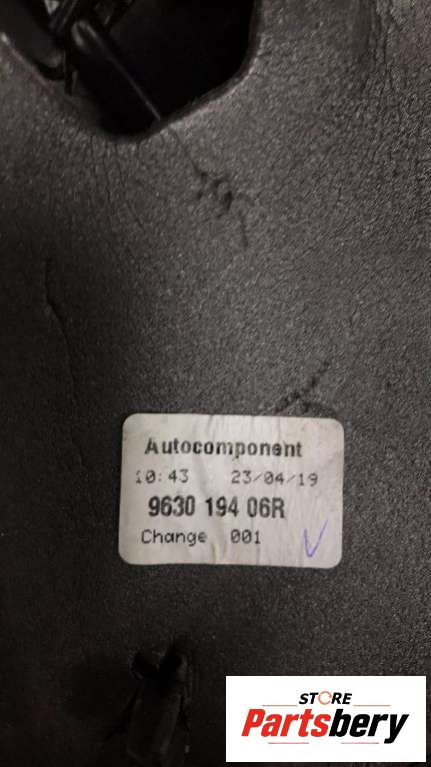 Autocomponent
10:43 23/04/19
9630 194 06R
Change 001
STORE
Partsbery